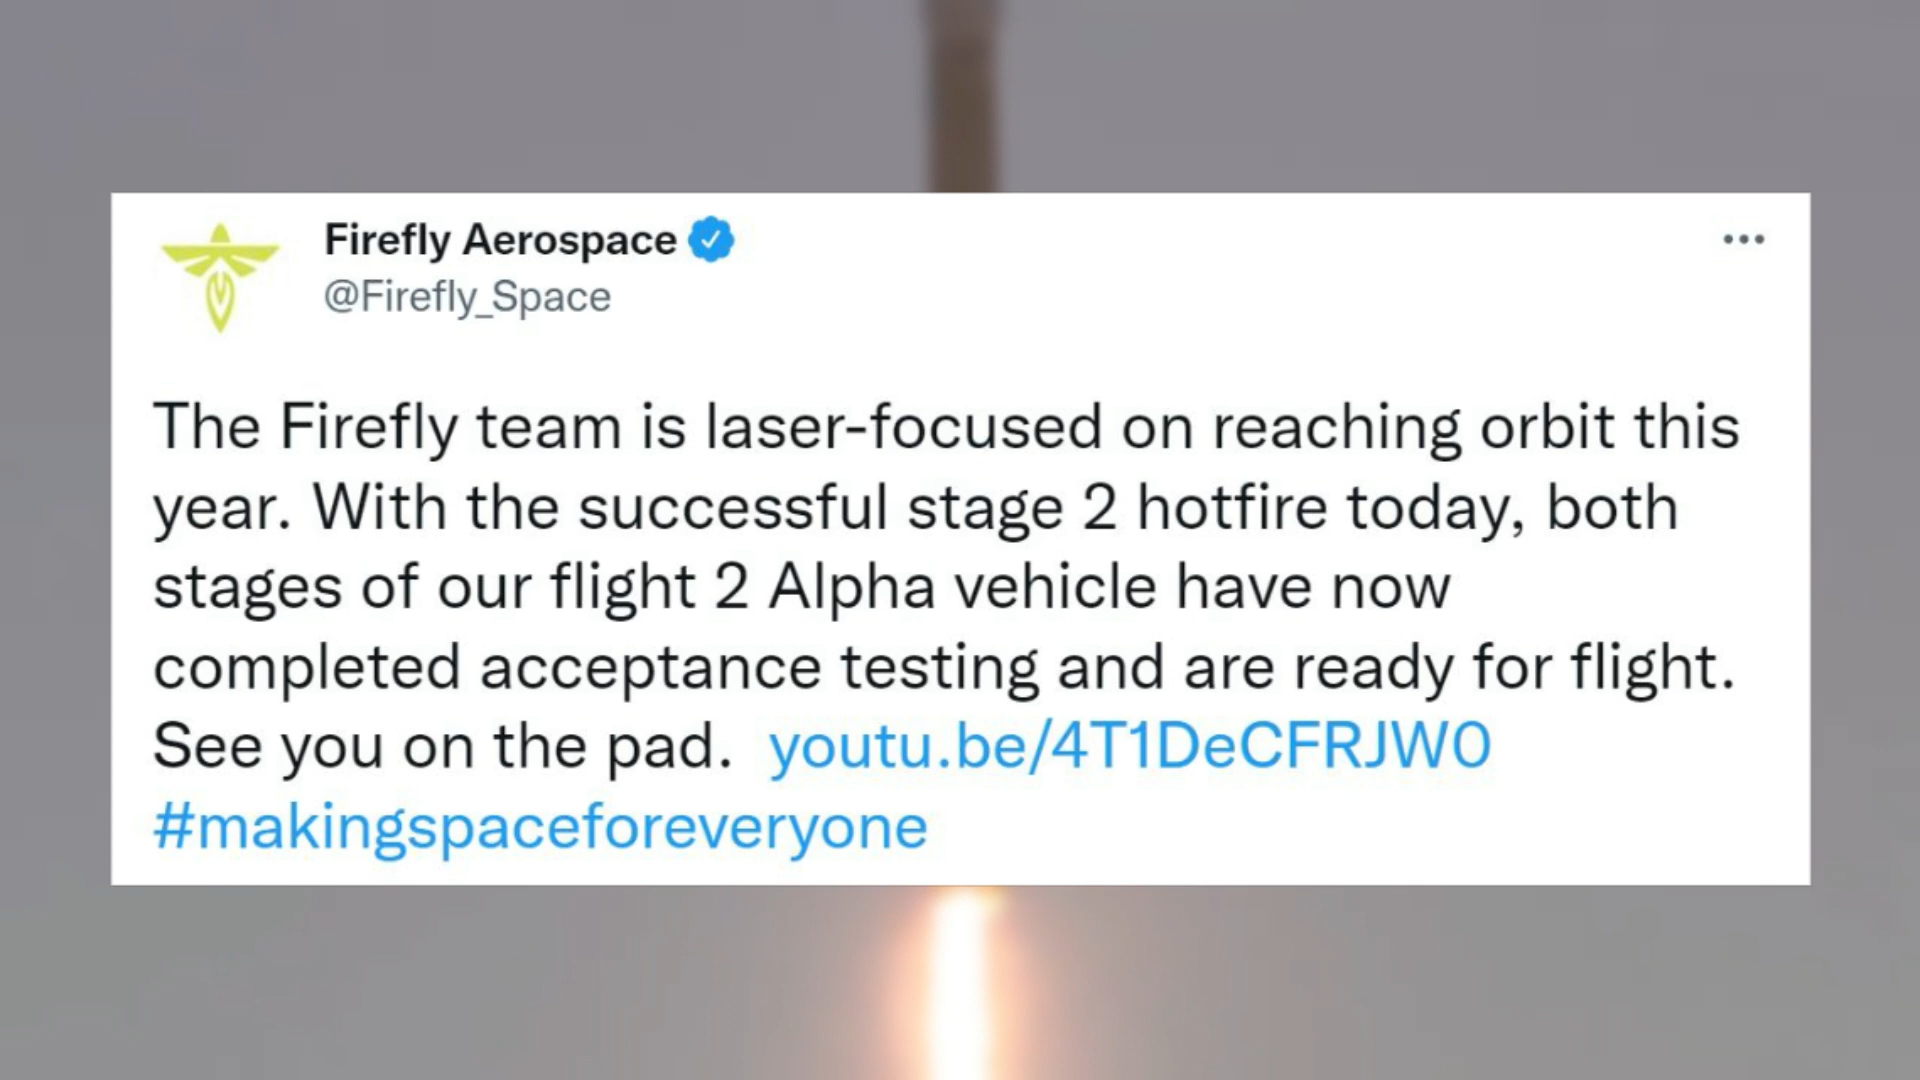 Firefly Aerospace
@Firefly_Space
The Firefly team is laser-focused on reaching orbit this
year. With the successful stage 2 hotfire today, both
stages of our flight 2 Alpha vehicle have now
completed acceptance testing and are ready for flight.
See you on the pad. youtu.be/4T1DeCFRJW0
#makingspaceforeveryone